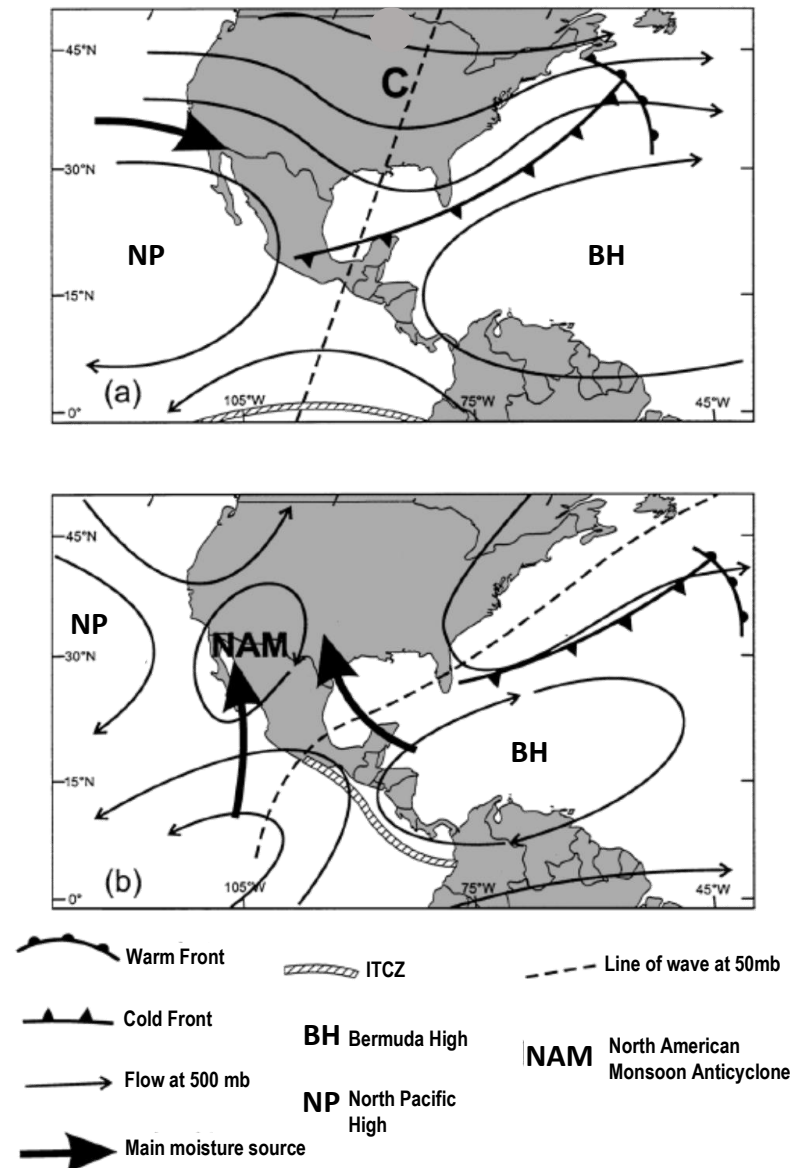 45°N
C
30°N
NP
BH
15°N
(a)
105°W
75°W
45°W
0°
45°N
NP
NAM
30°N
BH
15°N
(b)
105°W
75°W
45°W
0°
Warm Front
ITCZ
Line of wave at 50mb
Cold Front
BH Bermuda High
NAM North American
Monsoon Anticyclone
Flow at 500 mb
NP North Pacific
High
Main moisture source